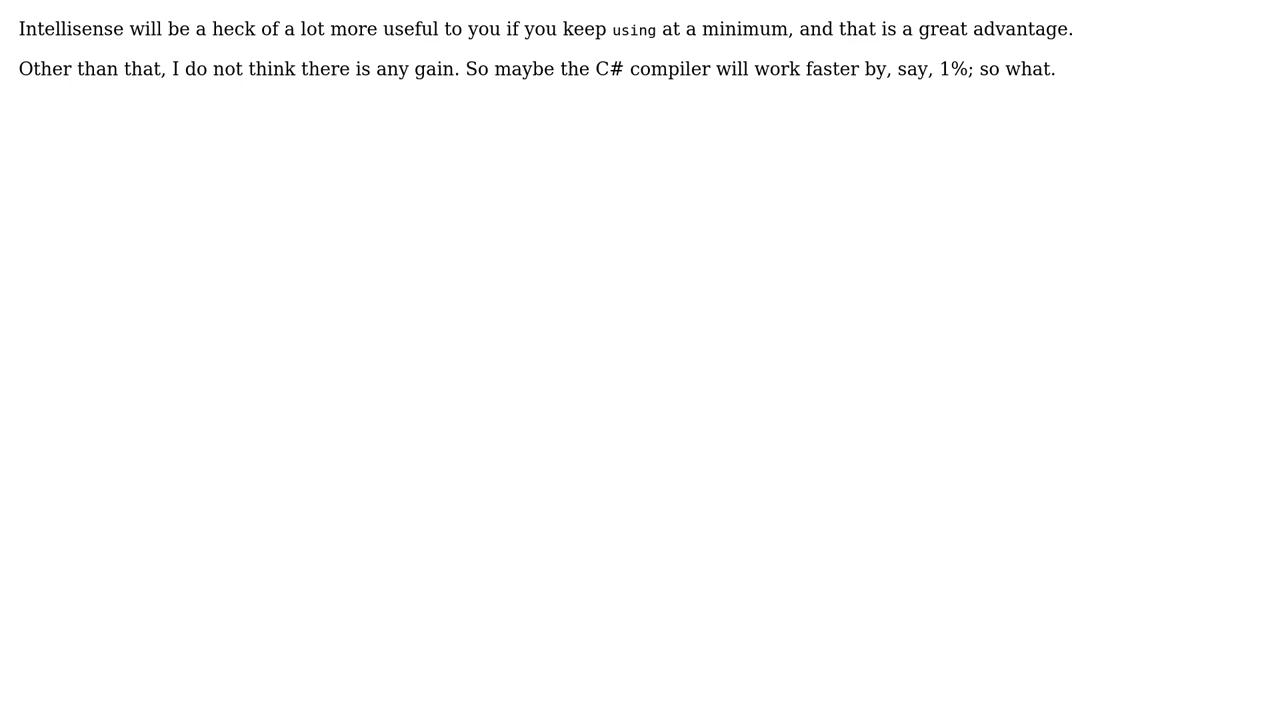 Intellisense will be a heck of a lot more useful to you if you keep using at a minimum, and that is a great advantage.
Other than that, I do not think there is any gain. So maybe the C# compiler will work faster by, say, 1%; so what.